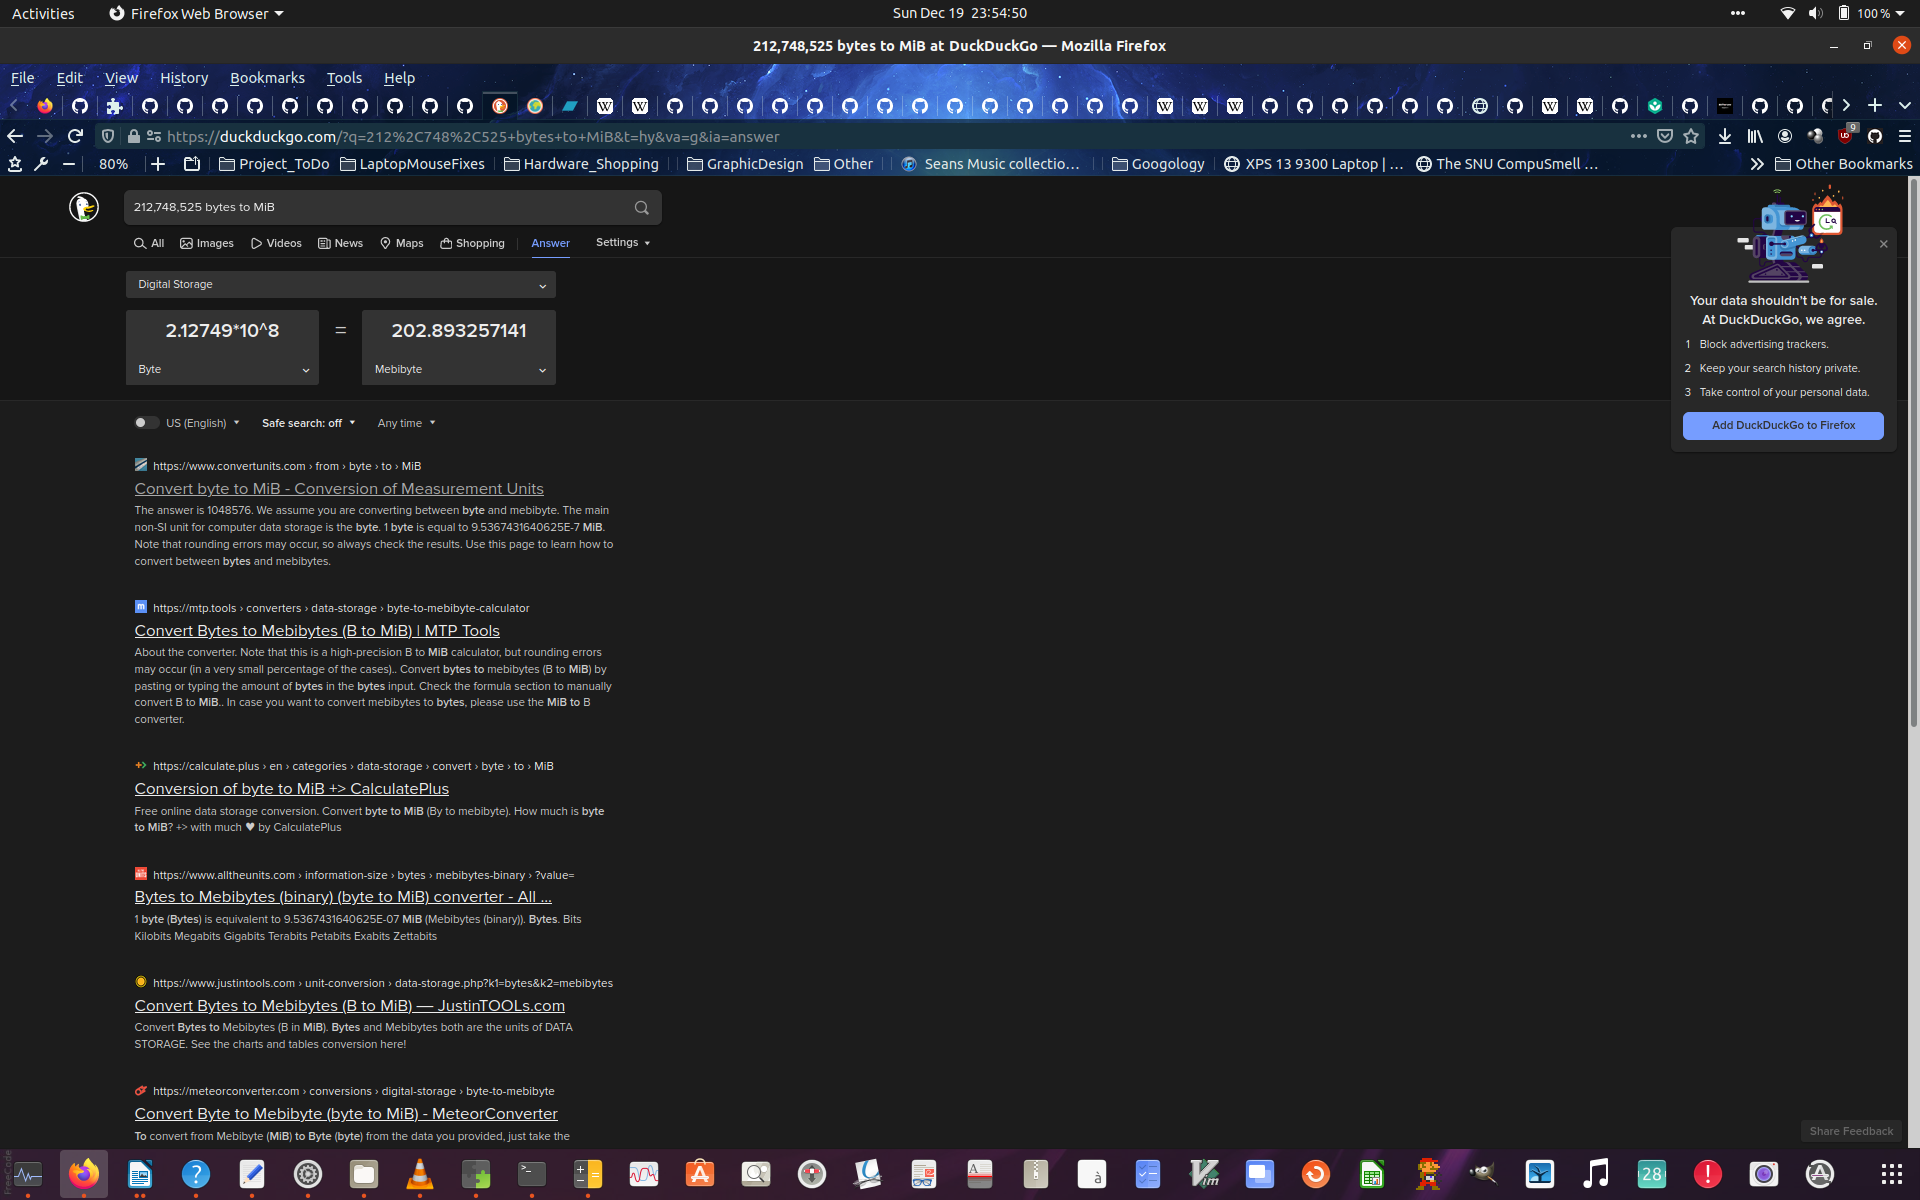 Activities
Firefox Web Browser
Sun Dec 19 23:54:50
100 %
212,748,525 bytes to MiB at DuckDuckGo — Mozilla Firefox
File Edit View History Bookmarks Tools Help
https://duckduckgo.com/?q=212%2C748%2C525+bytes+to+MiB&t=hy&va=g&ia=answer
9
80%
Project_ToDo
LaptopMouseFixes
Hardware_Shopping
GraphicDesign
Other
Seans Music collectio…
Googology
XPS 13 9300 Laptop | …
The SNU CompuSmell …
Other Bookmarks
212,748,525 bytes to MiB
All Images Videos News Maps Shopping Answer Settings
Digital Storage
2.12749*10^8 = 202.893257141
Byte Mebibyte
Your data shouldn't be for sale.
At DuckDuckGo, we agree.
1 Block advertising trackers.
2 Keep your search history private.
3 Take control of your personal data.
Add DuckDuckGo to Firefox
US (English) Safe search: off Any time
https://www.convertunits.com › from › byte › to › MiB
Convert byte to MiB - Conversion of Measurement Units
The answer is 1048576. We assume you are converting between byte and mebibyte. The main
non-SI unit for computer data storage is the byte. 1 byte is equal to 9.5367431640625E-7 MiB.
Note that rounding errors may occur, so always check the results. Use this page to learn how to
convert between bytes and mebibytes.
https://mtp.tools › converters › data-storage › byte-to-mebibyte-calculator
Convert Bytes to Mebibytes (B to MiB) | MTP Tools
About the converter. Note that this is a high-precision B to MiB calculator, but rounding errors
may occur (in a very small percentage of the cases).. Convert bytes to mebibytes (B to MiB) by
pasting or typing the amount of bytes in the bytes input. Check the formula section to manually
convert B to MiB.. In case you want to convert mebibytes to bytes, please use the MiB to B
converter.
https://calculate.plus › en › categories › data-storage › convert › byte › to › MiB
Conversion of byte to MiB +> CalculatePlus
Free online data storage conversion. Convert byte to MiB (By to mebibyte). How much is byte
to MiB? +> with much ♥ by CalculatePlus
https://www.alltheunits.com › information-size › bytes › mebibytes-binary › ?value=
Bytes to Mebibytes (binary) (byte to MiB) converter - All ...
1 byte (Bytes) is equivalent to 9.5367431640625E-07 MiB (Mebibytes (binary)). Bytes. Bits
Kilobits Megabits Gigabits Terabits Petabits Exabits Zettabits
https://www.justintools.com › unit-conversion › data-storage.php?k1=bytes&k2=mebibytes
Convert Bytes to Mebibytes (B to MiB) — JustinTOOLs.com
Convert Bytes to Mebibytes (B in MiB). Bytes and Mebibytes both are the units of DATA
STORAGE. See the charts and tables conversion here!
https://meteorconverter.com › conversions › digital-storage › byte-to-mebibyte
Convert Byte to Mebibyte (byte to MiB) - MeteorConverter
To convert from Mebibyte (MiB) to Byte (byte) from the data you provided, just take the
Share Feedback
FreeCode
28